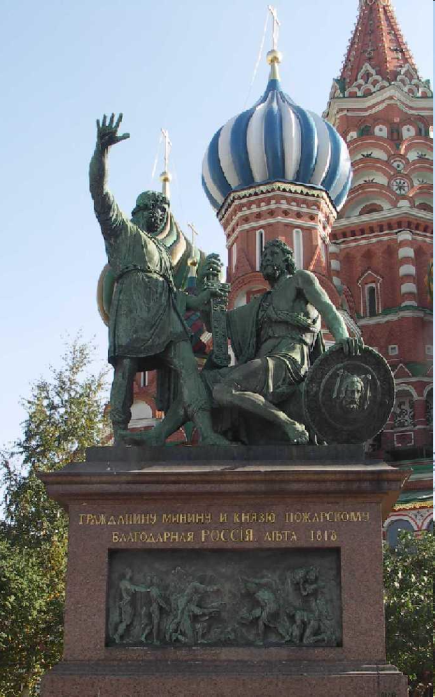 ГРАЖДАНИНУ МИНИНУ И КНЯЗЮ ПОЖАРСКОМУ
БЛАГОДАРНАЯ РОССІЯ. ЛѢТА 1818